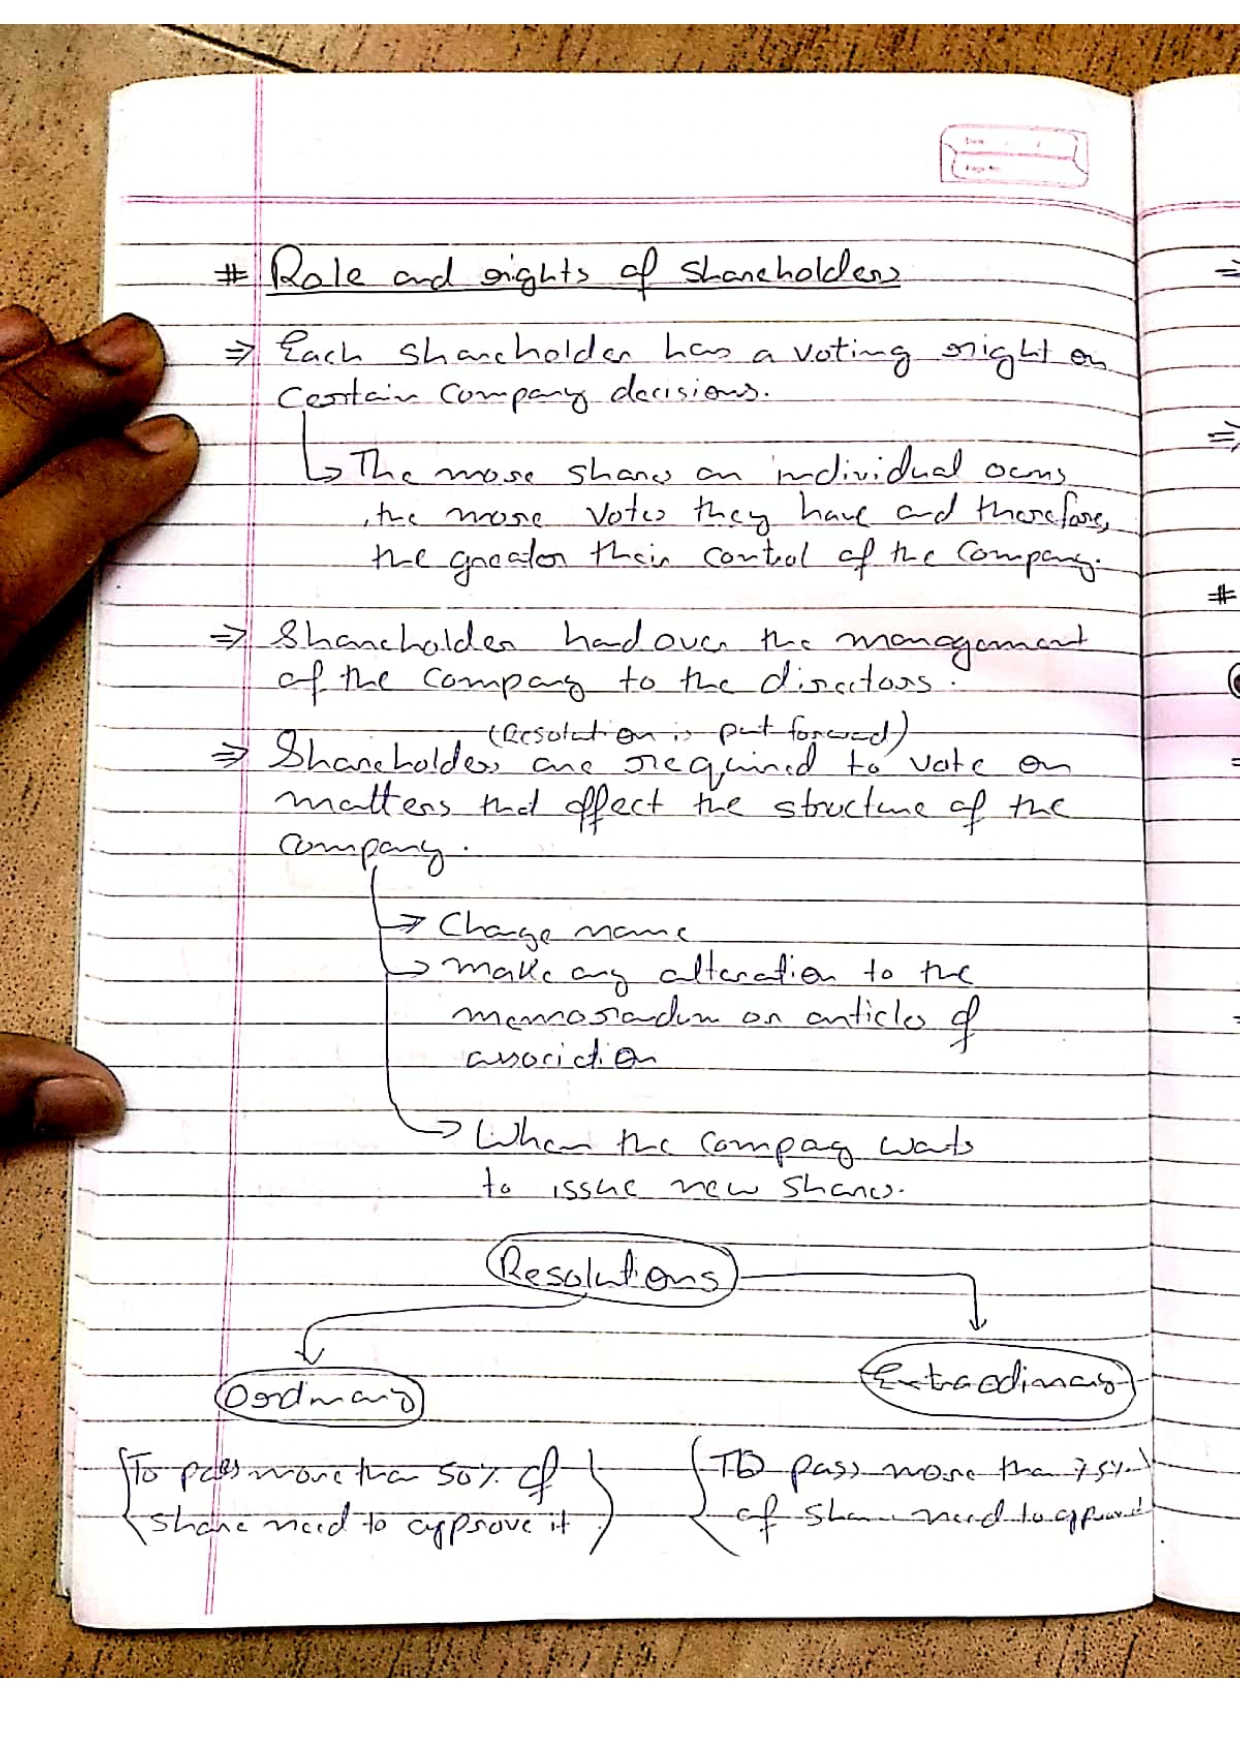 # Role and rights of shareholders
⇒ Each shareholder has a voting right on
certain company decisions.
↳ The more shares an individual owns
, the more votes they have and therefore,
the greater their control of the company.
⇒ Shareholder hand over the management
of the company to the directors.
(Resolution is put forward)
⇒ Shareholders are required to vote on
matters that affect the structure of the
company.
→ Change name
→ make any alteration to the
memorandum or articles of
association
→ When the company wants
to issue new shares.
Resolutions
Ordinary Extraodinary
{To pass more than 50% of
share need to approve it}
{To pass more than 75%
of share need to approve it